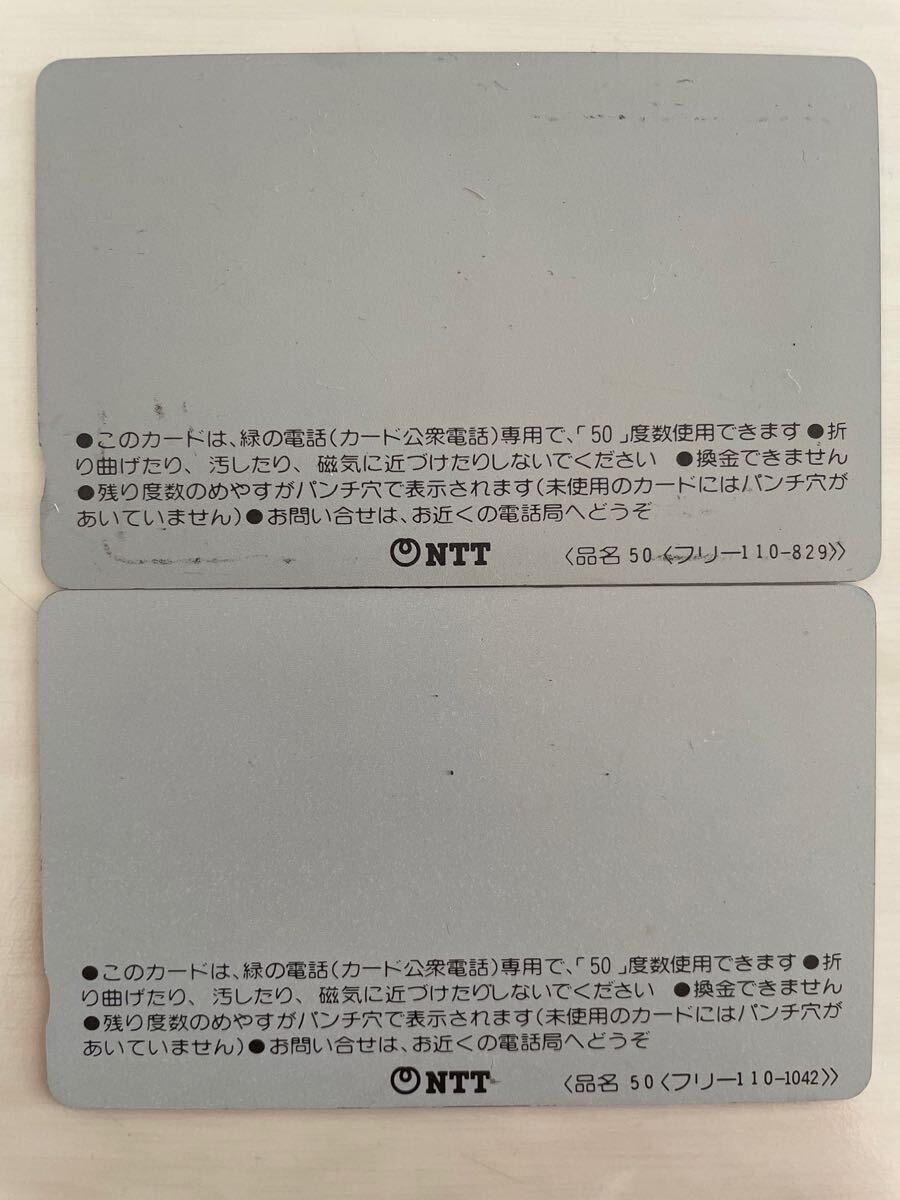 ●このカードは、緑の電話(カード公衆電話)専用で、「50」度数使用できます●折
り曲げたり、汚したり、磁気に近づけたりしないでください ●換金できません
●残り度数のめやすがパンチ穴で表示されます(未使用のカードにはパンチ穴が
あいていません)●お問い合せは、お近くの電話局へどうぞ
NTT 〈品名 50〈フリー110-829〉〉
●このカードは、緑の電話(カード公衆電話)専用で、「50」度数使用できます●折
り曲げたり、汚したり、磁気に近づけたりしないでください ●換金できません
●残り度数のめやすがパンチ穴で表示されます(未使用のカードにはパンチ穴が
あいていません)●お問い合せは、お近くの電話局へどうぞ
NTT 〈品名 50〈フリー110-1042〉〉